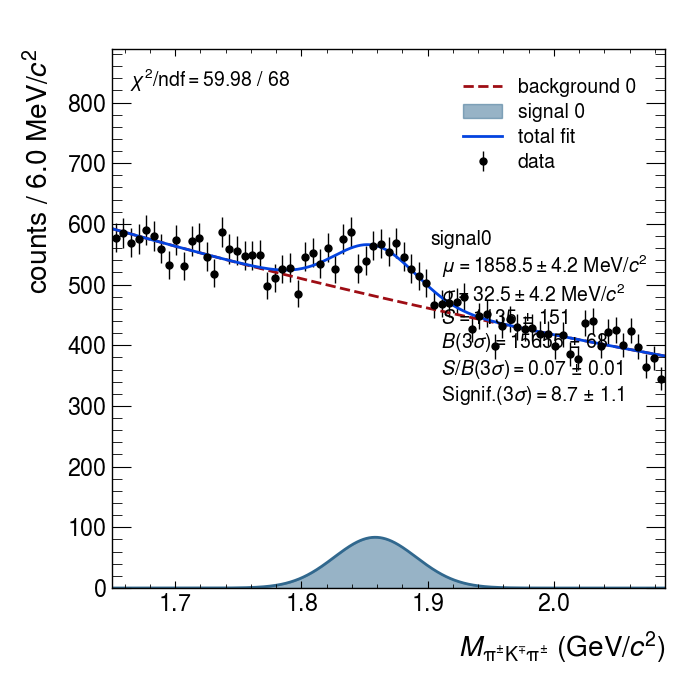 χ²/ndf = 59.98 / 68
background 0
signal 0
total fit
data
signal0
μ = 1858.5 ± 4.2 MeV/c²
σ = 32.5 ± 4.2 MeV/c²
S = 1135 ± 151
± 68
S/B(3σ) = 0.07 ± 0.01
Signif.(3σ) = 8.7 ± 1.1
counts / 6.0 MeV/c²
800
700
600
500
400
300
200
100
0
1.7
1.8
1.9
2.0
M_π±K∓π± (GeV/c²)